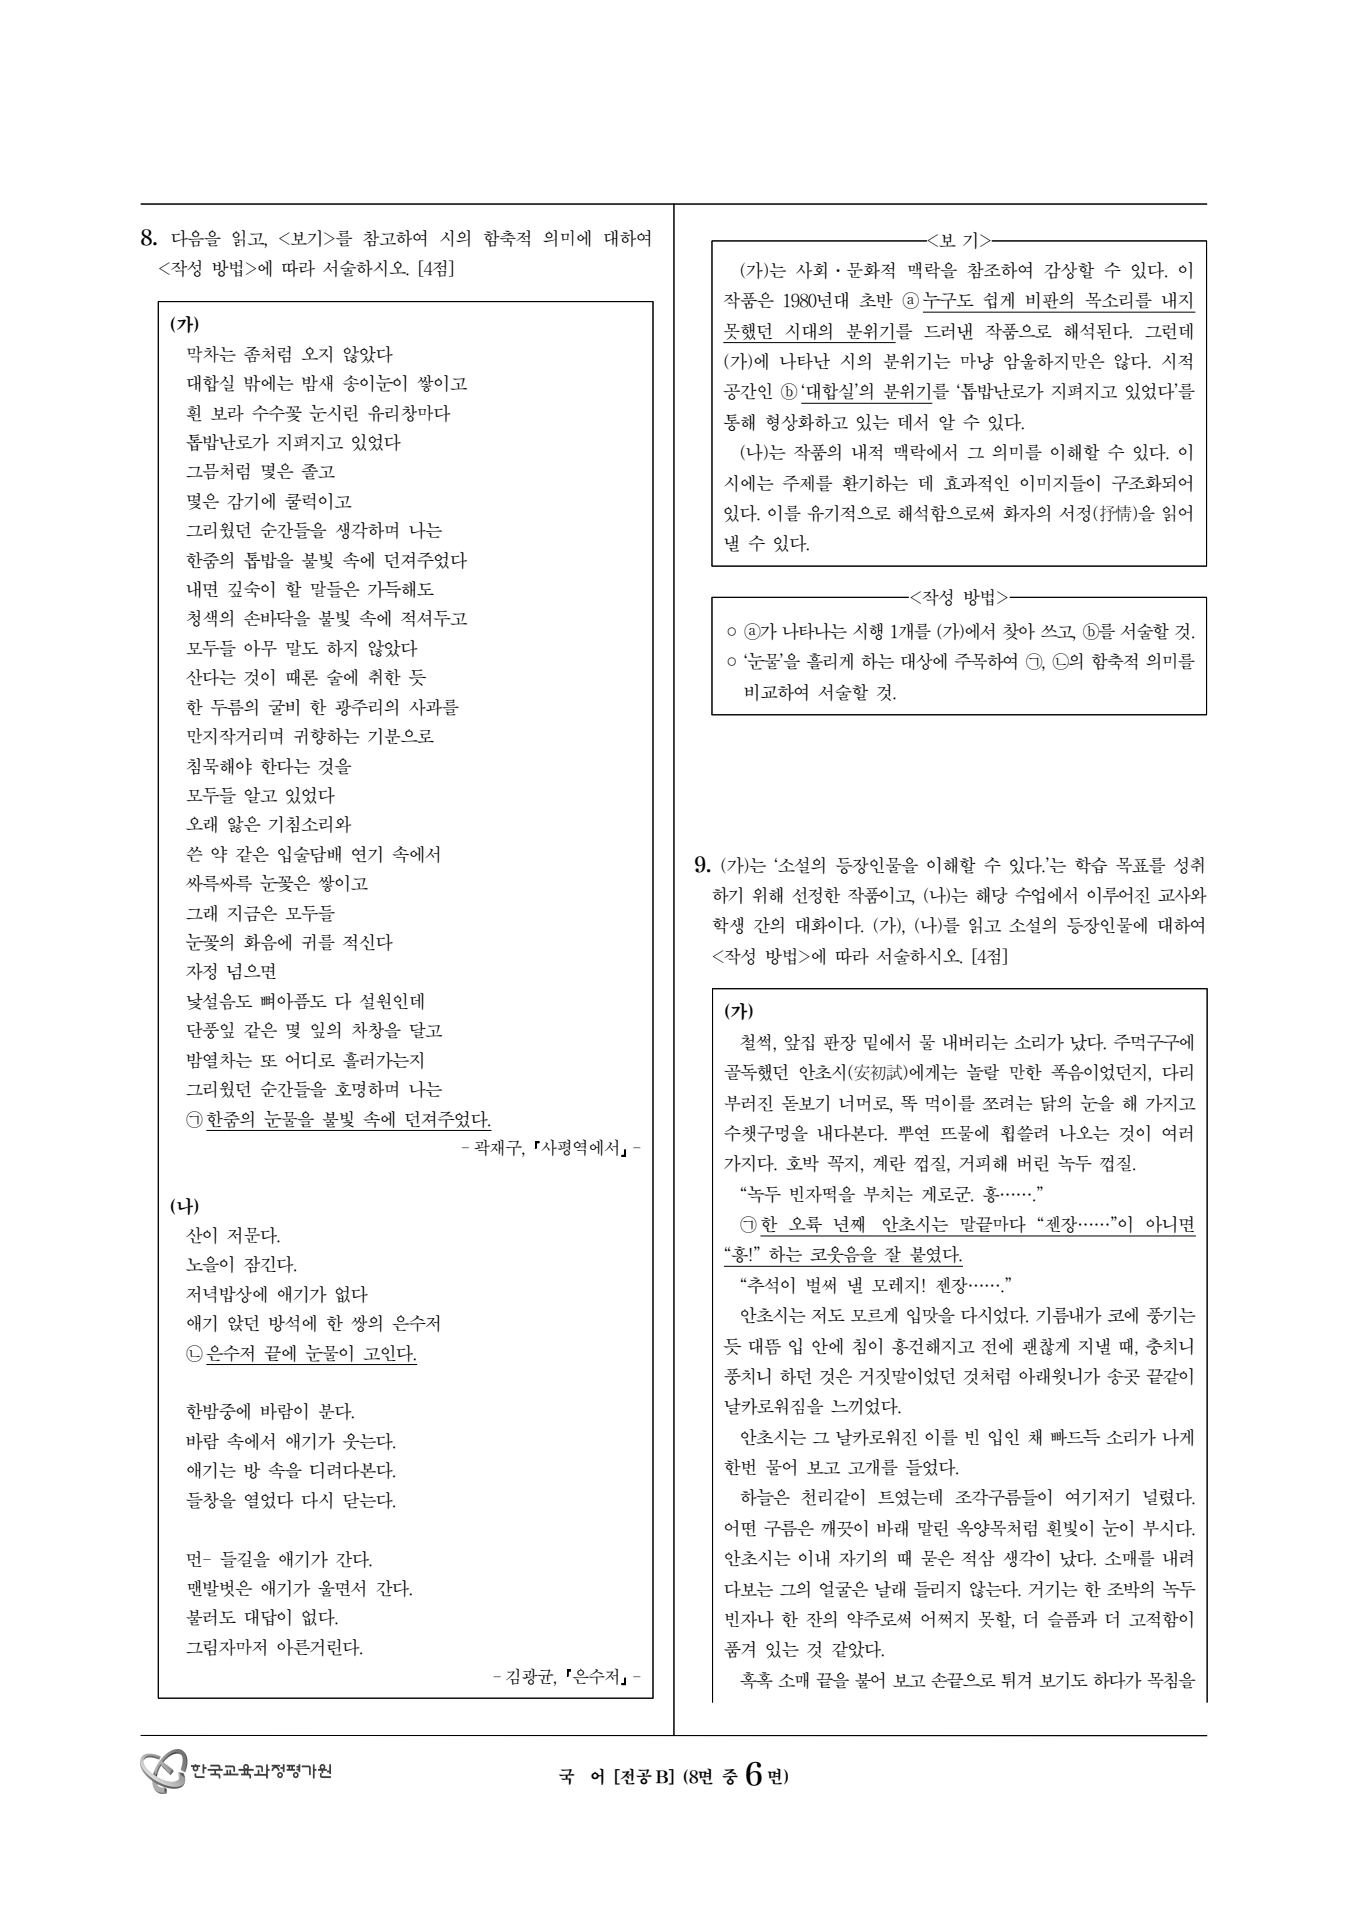 8. 다음을 읽고, <보기>를 참고하여 시의 함축적 의미에 대하여
<작성 방법>에 따라 서술하시오. [4점]
(가)
막차는 좀처럼 오지 않았다
대합실 밖에는 밤새 송이눈이 쌓이고
흰 보라 수수꽃 눈시린 유리창마다
톱밥난로가 지펴지고 있었다
그믐처럼 몇은 졸고
몇은 감기에 쿨럭이고
그리웠던 순간들을 생각하며 나는
한줌의 톱밥을 불빛 속에 던져주었다
내면 깊숙이 할 말들은 가득해도
청색의 손바닥을 불빛 속에 적셔두고
모두들 아무 말도 하지 않았다
산다는 것이 때론 술에 취한 듯
한 두름의 굴비 한 광주리의 사과를
만지작거리며 귀향하는 기분으로
침묵해야 한다는 것을
모두들 알고 있었다
오래 앓은 기침소리와
쓴 약 같은 입술담배 연기 속에서
싸륵싸륵 눈꽃은 쌓이고
그래 지금은 모두들
눈꽃의 화음에 귀를 적신다
자정 넘으면
낯설음도 뼈아픔도 다 설원인데
단풍잎 같은 몇 잎의 차창을 달고
밤열차는 또 어디로 흘러가는지
그리웠던 순간들을 호명하며 나는
㉠한줌의 눈물을 불빛 속에 던져주었다.
- 곽재구, 『사평역에서』 -
(나)
산이 저문다.
노을이 잠긴다.
저녁밥상에 애기가 없다
애기 앉던 방석에 한 쌍의 은수저
㉡은수저 끝에 눈물이 고인다.
한밤중에 바람이 분다.
바람 속에서 애기가 웃는다.
애기는 방 속을 디려다본다.
들창을 열었다 다시 닫는다.
먼- 들길을 애기가 간다.
맨발벗은 애기가 울면서 간다.
불러도 대답이 없다.
그림자마저 아른거린다.
- 김광균, 『은수저』 -
<보 기>
(가)는 사회·문화적 맥락을 참조하여 감상할 수 있다. 이
작품은 1980년대 초반 ⓐ누구도 쉽게 비판의 목소리를 내지
못했던 시대의 분위기를 드러낸 작품으로 해석된다. 그런데
(가)에 나타난 시의 분위기는 마냥 암울하지만은 않다. 시적
공간인 ⓑ'대합실'의 분위기를 '톱밥난로가 지펴지고 있었다'를
통해 형상화하고 있는 데서 알 수 있다.
(나)는 작품의 내적 맥락에서 그 의미를 이해할 수 있다. 이
시에는 주제를 환기하는 데 효과적인 이미지들이 구조화되어
있다. 이를 유기적으로 해석함으로써 화자의 서정(抒情)을 읽어
낼 수 있다.
<작성 방법>
○ ⓐ가 나타나는 시행 1개를 (가)에서 찾아 쓰고, ⓑ를 서술할 것.
○ '눈물'을 흘리게 하는 대상에 주목하여 ㉠, ㉡의 함축적 의미를
비교하여 서술할 것.
9. (가)는 '소설의 등장인물을 이해할 수 있다.'는 학습 목표를 성취
하기 위해 선정한 작품이고, (나)는 해당 수업에서 이루어진 교사와
학생 간의 대화이다. (가), (나)를 읽고 소설의 등장인물에 대하여
<작성 방법>에 따라 서술하시오. [4점]
(가)
철썩, 앞집 판장 밑에서 물 내버리는 소리가 났다. 주먹구구에
골독했던 안초시(安初試)에게는 놀랄 만한 폭음이었던지, 다리
부러진 돋보기 너머로, 똑 먹이를 쪼려는 닭의 눈을 해 가지고
수챗구멍을 내다본다. 뿌연 뜨물에 휩쓸려 나오는 것이 여러
가지다. 호박 꼭지, 계란 껍질, 거피해 버린 녹두 껍질.
"녹두 빈자떡을 부치는 게로군. 흥……."
㉠한 오륙 년째 안초시는 말끝마다 "젠장……"이 아니면
"흥!" 하는 코웃음을 잘 붙였다.
"추석이 벌써 낼 모레지! 젠장……."
안초시는 저도 모르게 입맛을 다시었다. 기름내가 코에 풍기는
듯 대뜸 입 안에 침이 흥건해지고 전에 괜찮게 지낼 때, 충치니
풍치니 하던 것은 거짓말이었던 것처럼 아래윗니가 송곳 끝같이
날카로워짐을 느끼었다.
안초시는 그 날카로워진 이를 빈 입인 채 빠드득 소리가 나게
한번 물어 보고 고개를 들었다.
하늘은 천리같이 트였는데 조각구름들이 여기저기 널렸다.
어떤 구름은 깨끗이 바래 말린 옥양목처럼 흰빛이 눈이 부시다.
안초시는 이내 자기의 때 묻은 적삼 생각이 났다. 소매를 내려
다보는 그의 얼굴은 날래 들리지 않는다. 거기는 한 조박의 녹두
빈자나 한 잔의 약주로써 어쩌지 못할, 더 슬픔과 더 고적함이
품겨 있는 것 같았다.
혹혹 소매 끝을 불어 보고 손끝으로 튀겨 보기도 하다가 목침을
한국교육과정평가원
국 어 [전공 B] (8면 중 6 면)